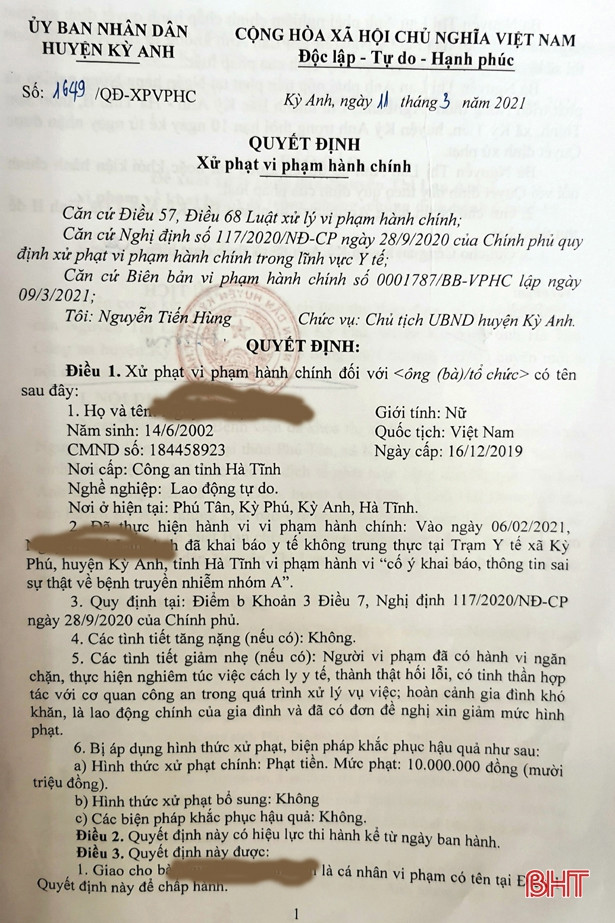 ỦY BAN NHÂN DÂN
HUYỆN KỲ ANH
CỘNG HÒA XÃ HỘI CHỦ NGHĨA VIỆT NAM
Độc lập - Tự do - Hạnh phúc
Số: 1649 /QĐ-XPVPHC
Kỳ Anh, ngày 11 tháng 3 năm 2021
QUYẾT ĐỊNH
Xử phạt vi phạm hành chính
Căn cứ Điều 57, Điều 68 Luật xử lý vi phạm hành chính;
Căn cứ Nghị định số 117/2020/NĐ-CP ngày 28/9/2020 của Chính phủ quy
định xử phạt vi phạm hành chính trong lĩnh vực Y tế;
Căn cứ Biên bản vi phạm hành chính số 0001787/BB-VPHC lập ngày
09/3/2021;
Tôi: Nguyễn Tiến Hùng Chức vụ: Chủ tịch UBND huyện Kỳ Anh.
QUYẾT ĐỊNH:
Điều 1. Xử phạt vi phạm hành chính đối với <ông (bà)/tổ chức> có tên
sau đây:
1. Họ và tên Giới tính: Nữ
Năm sinh: 14/6/2002 Quốc tịch: Việt Nam
CMND số: 184458923 Ngày cấp: 16/12/2019
Nơi cấp: Công an tỉnh Hà Tĩnh
Nghề nghiệp: Lao động tự do.
Nơi ở hiện tại: Phú Tân, Kỳ Phú, Kỳ Anh, Hà Tĩnh.
2. Đã thực hiện hành vi vi phạm hành chính: Vào ngày 06/02/2021,
đã khai báo y tế không trung thực tại Trạm Y tế xã Kỳ
Phú, huyện Kỳ Anh, tỉnh Hà Tĩnh vi phạm hành vi “cố ý khai báo, thông tin sai
sự thật về bệnh truyền nhiễm nhóm A”.
3. Quy định tại: Điểm b Khoản 3 Điều 7, Nghị định 117/2020/NĐ-CP
ngày 28/9/2020 của Chính phủ.
4. Các tình tiết tăng nặng (nếu có): Không.
5. Các tình tiết giảm nhẹ (nếu có): Người vi phạm đã có hành vi ngăn
chặn, thực hiện nghiêm túc việc cách ly y tế, thành thật hối lỗi, có tinh thần hợp
tác với cơ quan công an trong quá trình xử lý vụ việc; hoàn cảnh gia đình khó
khăn, là lao động chính của gia đình và đã có đơn đề nghị xin giảm mức hình
phạt.
6. Bị áp dụng hình thức xử phạt, biện pháp khắc phục hậu quả như sau:
a) Hình thức xử phạt chính: Phạt tiền. Mức phạt: 10.000.000 đồng (mười
triệu đồng).
b) Hình thức xử phạt bổ sung: Không
c) Các biện pháp khắc phục hậu quả: Không.
Điều 2. Quyết định này có hiệu lực thi hành kể từ ngày ban hành.
Điều 3. Quyết định này được:
1. Giao cho bà là cá nhân vi phạm có tên tại
Quyết định này để chấp hành.
BHT
1